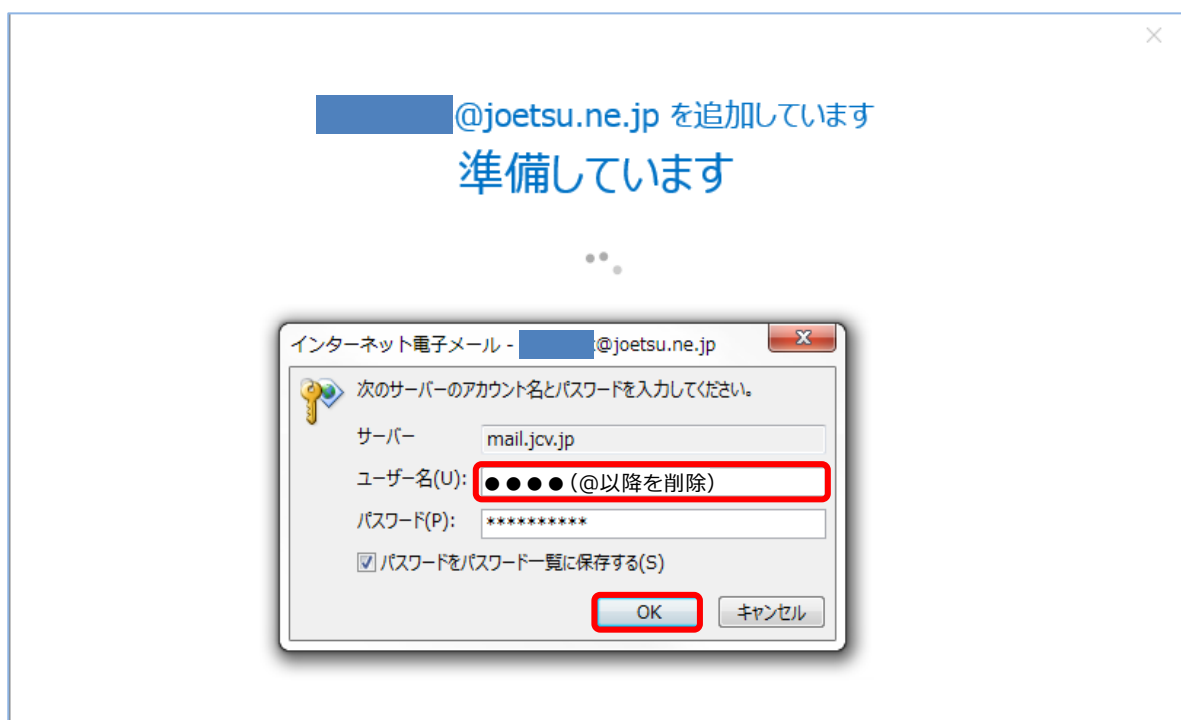 @joetsu.ne.jp を追加しています
準備しています
インターネット電子メール - @joetsu.ne.jp
次のサーバーのアカウント名とパスワードを入力してください。
サーバー mail.jcv.jp
ユーザー名(U): ●●●●(@以降を削除)
パスワード(P): **********
パスワードをパスワード一覧に保存する(S)
OK キャンセル